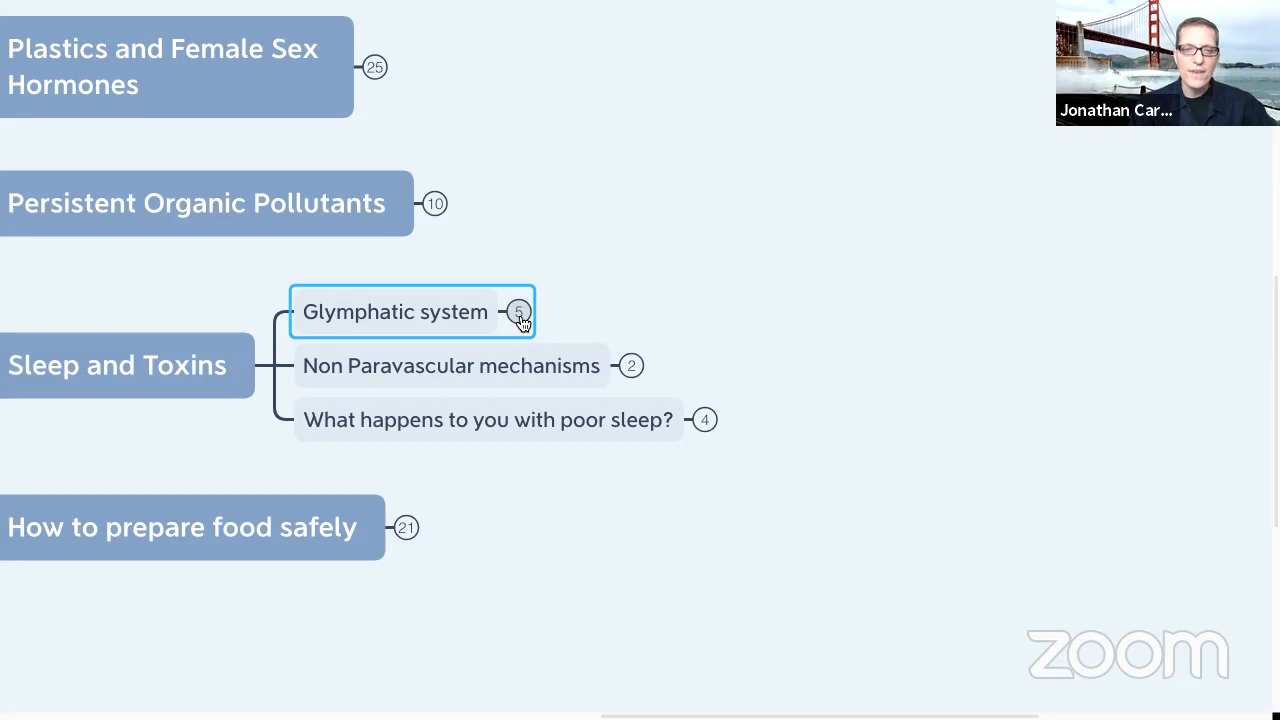 Plastics and Female Sex
Hormones
25
Jonathan Car...
Persistent Organic Pollutants
10
Glymphatic system
5
Sleep and Toxins
Non Paravascular mechanisms
2
What happens to you with poor sleep?
4
How to prepare food safely
21
zoom